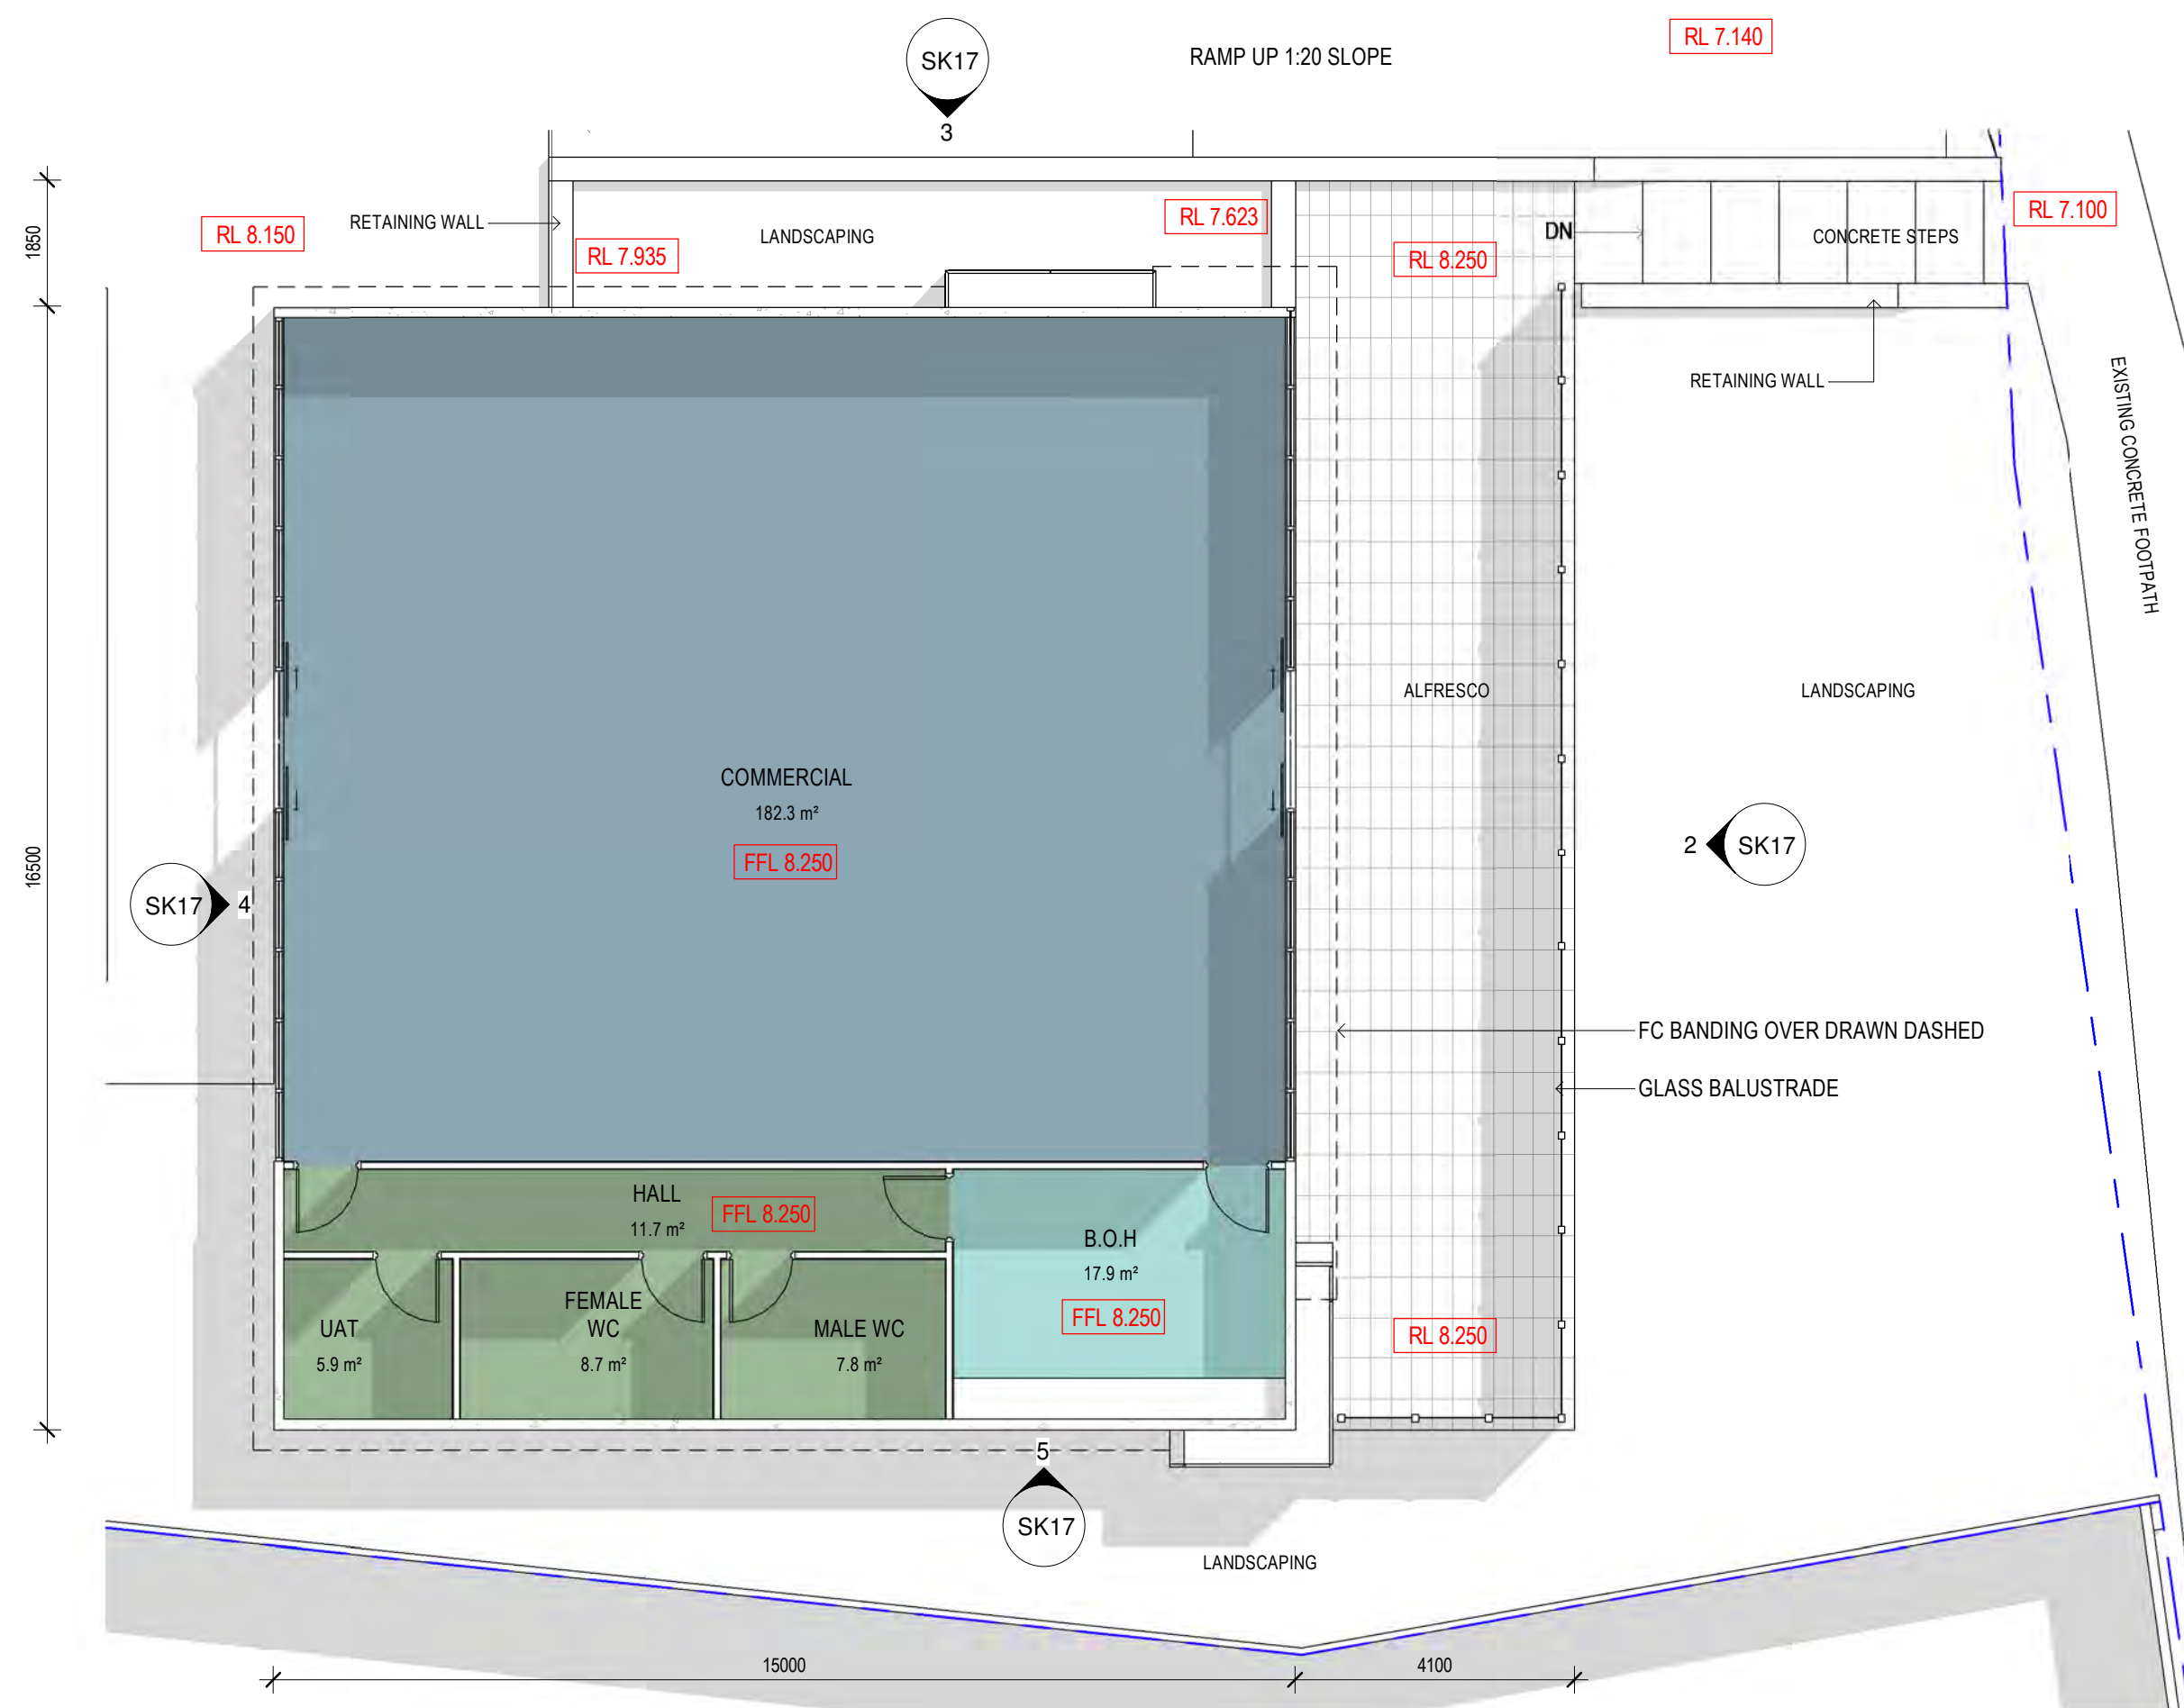 RL 7.140
SK17
RAMP UP 1:20 SLOPE
3
RL 8.150
RETAINING WALL
RL 7.935
LANDSCAPING
RL 7.623
RL 8.250
DN
CONCRETE STEPS
RL 7.100
1850
RETAINING WALL
EXISTING CONCRETE FOOTPATH
ALFRESCO
LANDSCAPING
COMMERCIAL
182.3 m²
FFL 8.250
16500
SK17
4
2
SK17
FC BANDING OVER DRAWN DASHED
GLASS BALUSTRADE
HALL
11.7 m²
FFL 8.250
B.O.H
17.9 m²
FFL 8.250
UAT
5.9 m²
FEMALE
WC
8.7 m²
MALE WC
7.8 m²
RL 8.250
5
SK17
LANDSCAPING
15000
4100